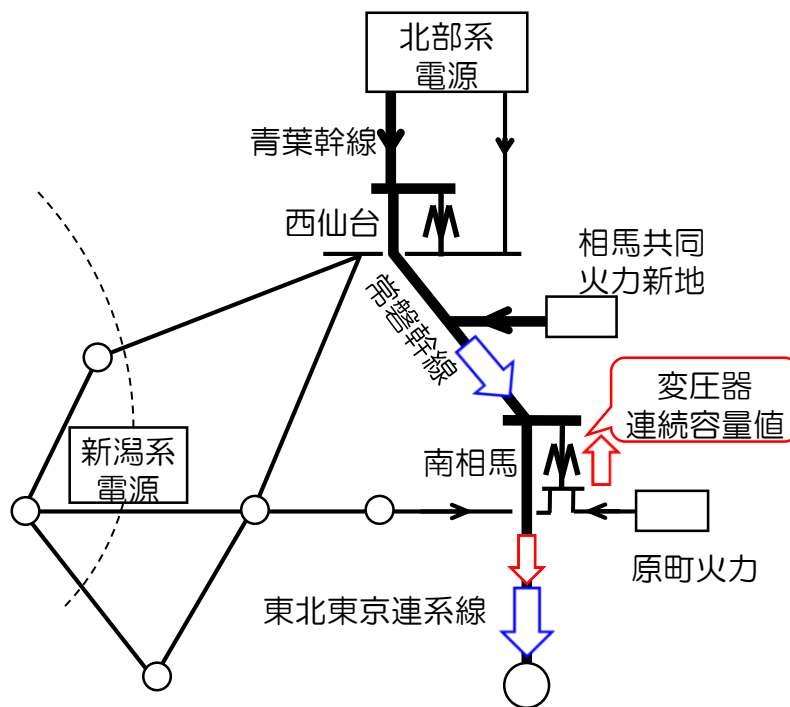 北部系
電源
青葉幹線
西仙台
相馬共同
火力新地
常磐幹線
変圧器
連続容量値
新潟系
電源
南相馬
原町火力
東北東京連系線